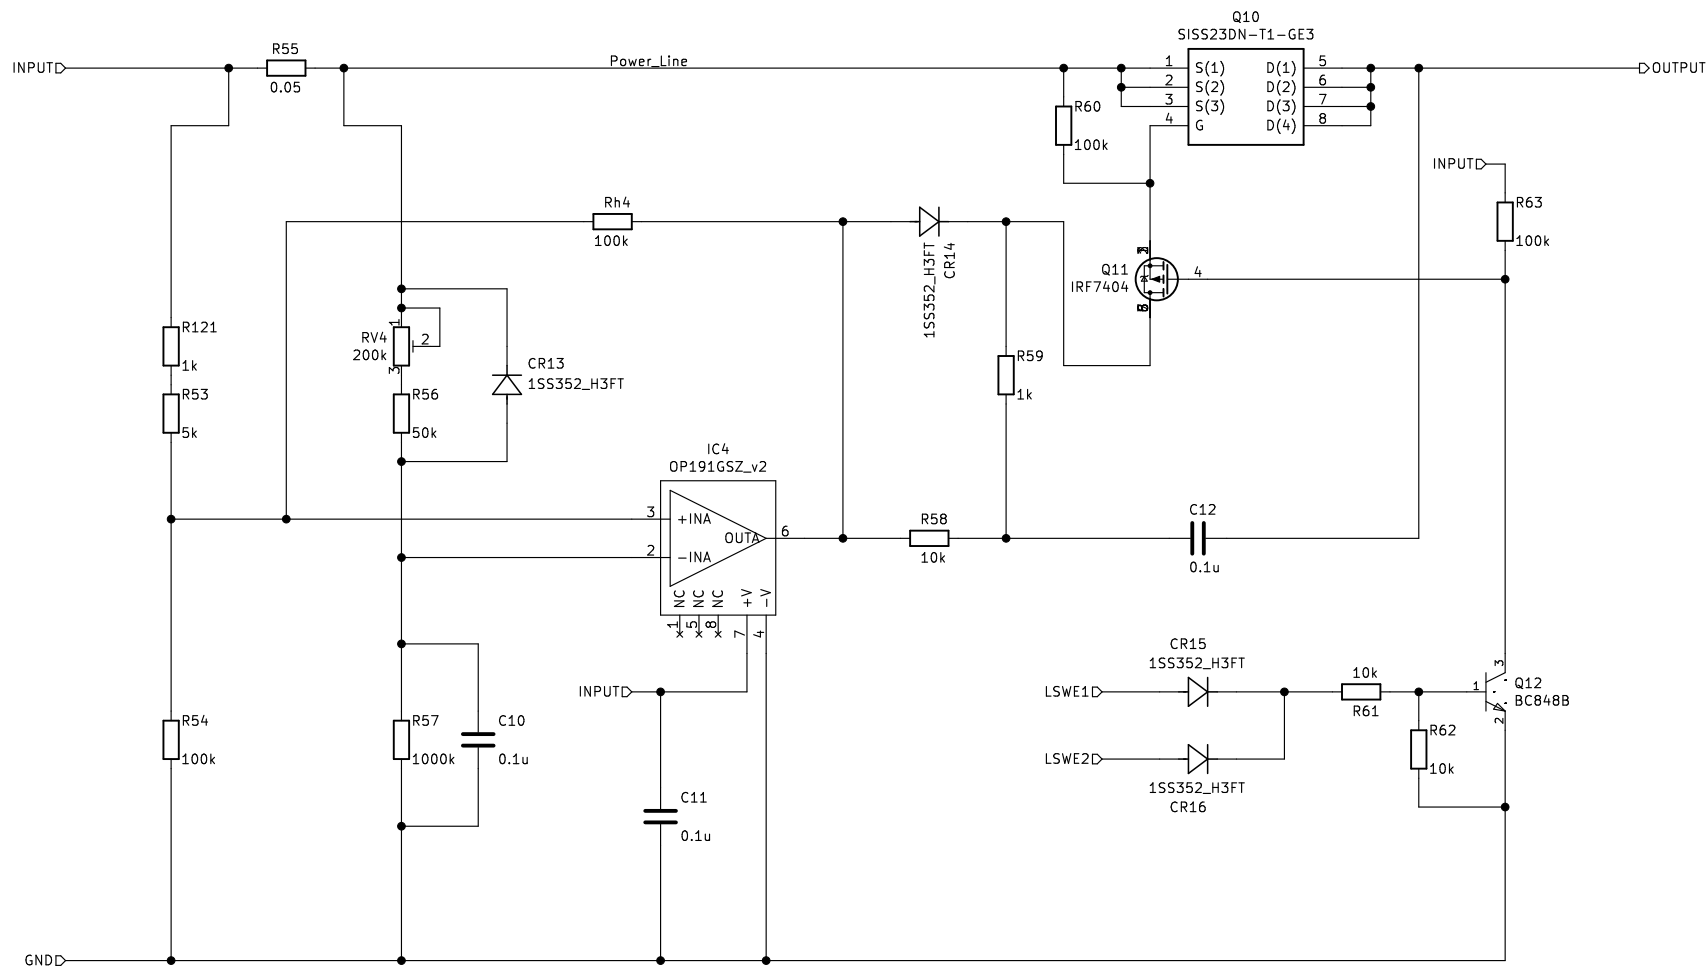 Q10
SISS23DN-T1-GE3
INPUT
R55
0.05
Power_Line
1 S(1) D(1) 5
2 S(2) D(2) 6
3 S(3) D(3) 7
4 G D(4) 8
OUTPUT
R60
100k
INPUT
R63
100k
Rh4
100k
1SS352_H3FT
CR14
Q11
IRF7404
4
R121
1k
R53
5k
1
RV4
200k
2
3
R56
50k
CR13
1SS352_H3FT
R59
1k
IC4
OP191GSZ_v2
3 +INA
2 -INA
OUTA 6
NC NC NC +V -V
1 5 8 7 4
R58
10k
C12
0.1u
INPUT
R54
100k
R57
1000k
C10
0.1u
C11
0.1u
CR15
1SS352_H3FT
LSWE1
LSWE2
1SS352_H3FT
CR16
10k
R61
R62
10k
3
1
2
Q12
BC848B
GND